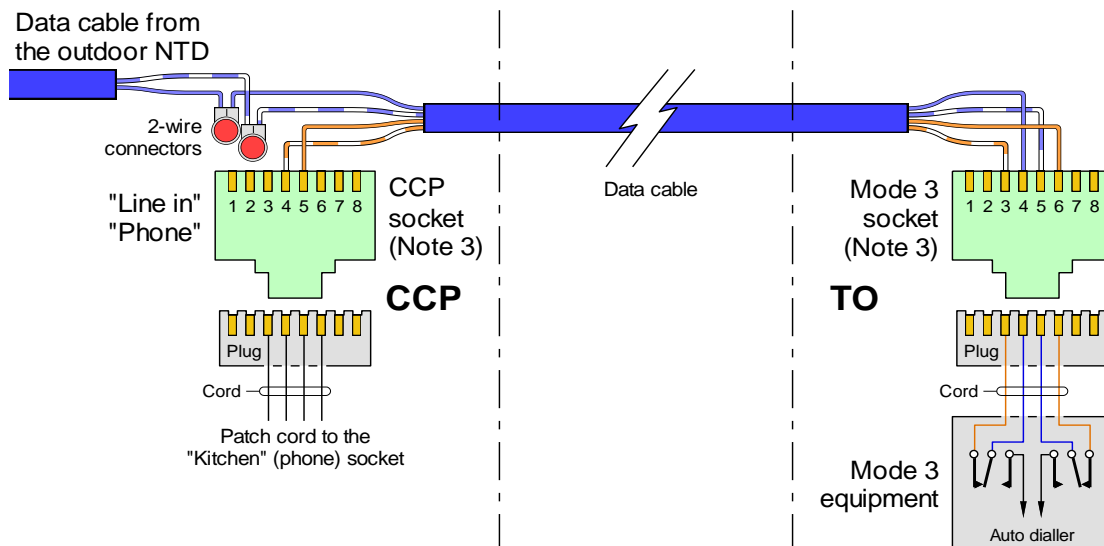 Data cable from
the outdoor NTD
2-wire
connectors
Data cable
"Line in"
"Phone"
1 2 3 4 5 6 7 8
CCP
socket
(Note 3)
CCP
Plug
Cord
Patch cord to the
"Kitchen" (phone) socket
Mode 3
socket
(Note 3)
1 2 3 4 5 6 7 8
TO
Plug
Cord
Mode 3
equipment
Auto dialler